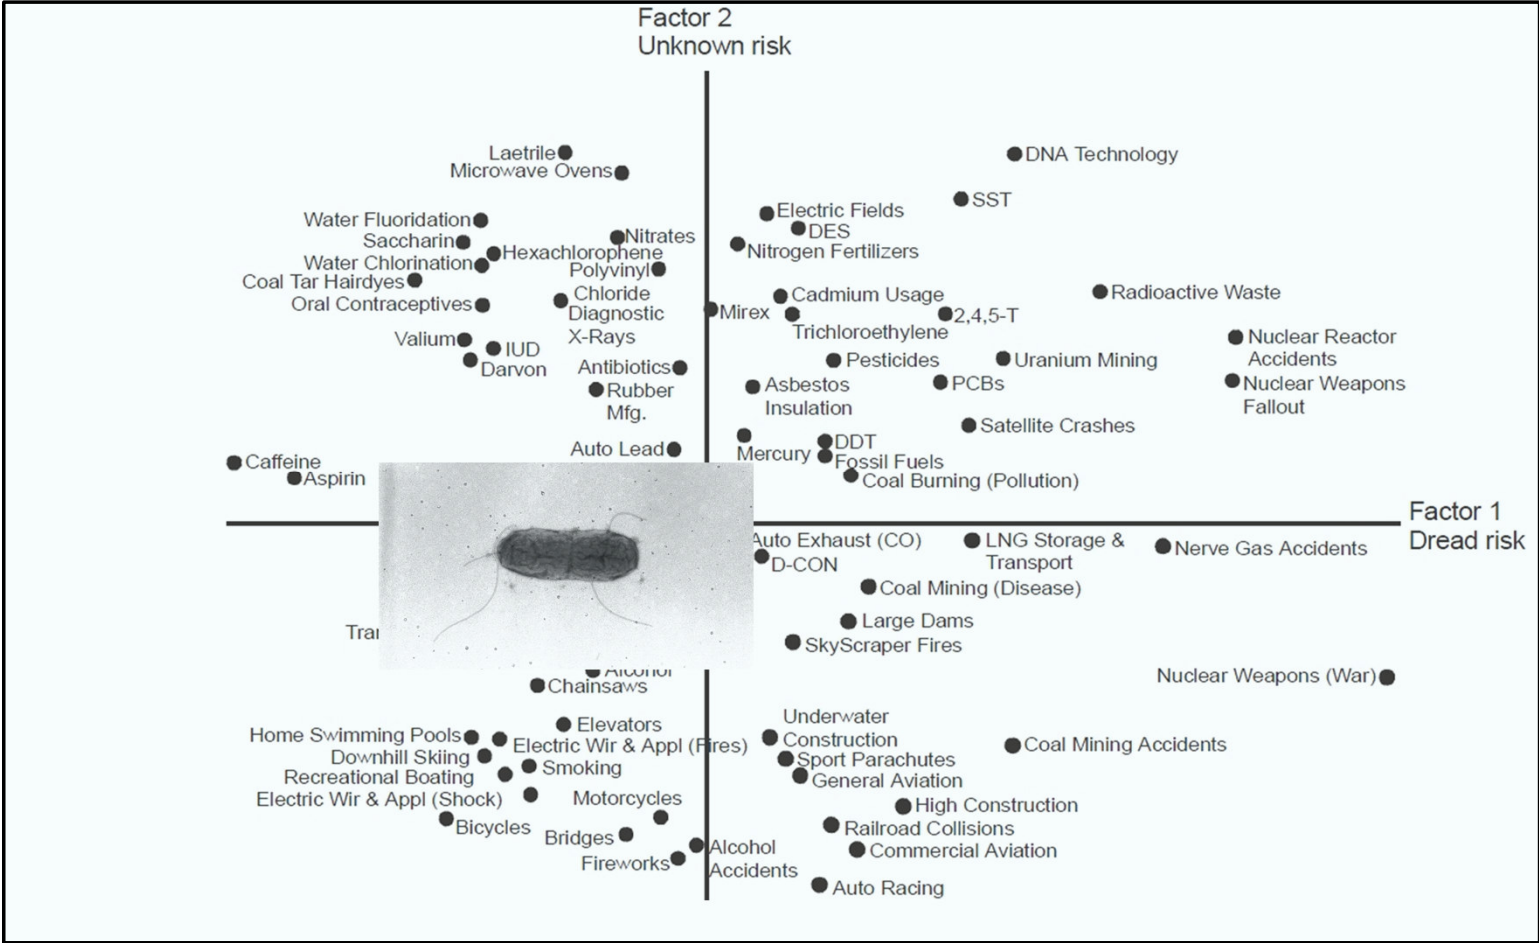 Factor 2
Unknown risk
Laetrile
DNA Technology
Microwave Ovens
SST
Electric Fields
Water Fluoridation
DES
Nitrates
Saccharin
Nitrogen Fertilizers
Hexachlorophene
Water Chlorination
Polyvinyl
Coal Tar Hairdyes
Chloride
Cadmium Usage
Radioactive Waste
Oral Contraceptives
Diagnostic
Mirex
2,4,5-T
Trichloroethylene
X-Rays
Valium
Nuclear Reactor
Accidents
IUD
Pesticides
Uranium Mining
Darvon
Antibiotics
Asbestos
Insulation
PCBs
Nuclear Weapons
Fallout
Rubber
Mfg.
Satellite Crashes
DDT
Auto Lead
Mercury
Fossil Fuels
Caffeine
Aspirin
Coal Burning (Pollution)
Factor 1
Dread risk
Auto Exhaust (CO)
LNG Storage &
Transport
Nerve Gas Accidents
D-CON
Coal Mining (Disease)
Large Dams
SkyScraper Fires
Alcohol
Nuclear Weapons (War)
Chainsaws
Underwater
Construction
Elevators
Home Swimming Pools
Electric Wir & Appl (Fires)
Coal Mining Accidents
Downhill Skiing
Sport Parachutes
Smoking
Recreational Boating
General Aviation
Electric Wir & Appl (Shock)
Motorcycles
High Construction
Bicycles
Railroad Collisions
Bridges
Alcohol
Accidents
Commercial Aviation
Fireworks
Auto Racing